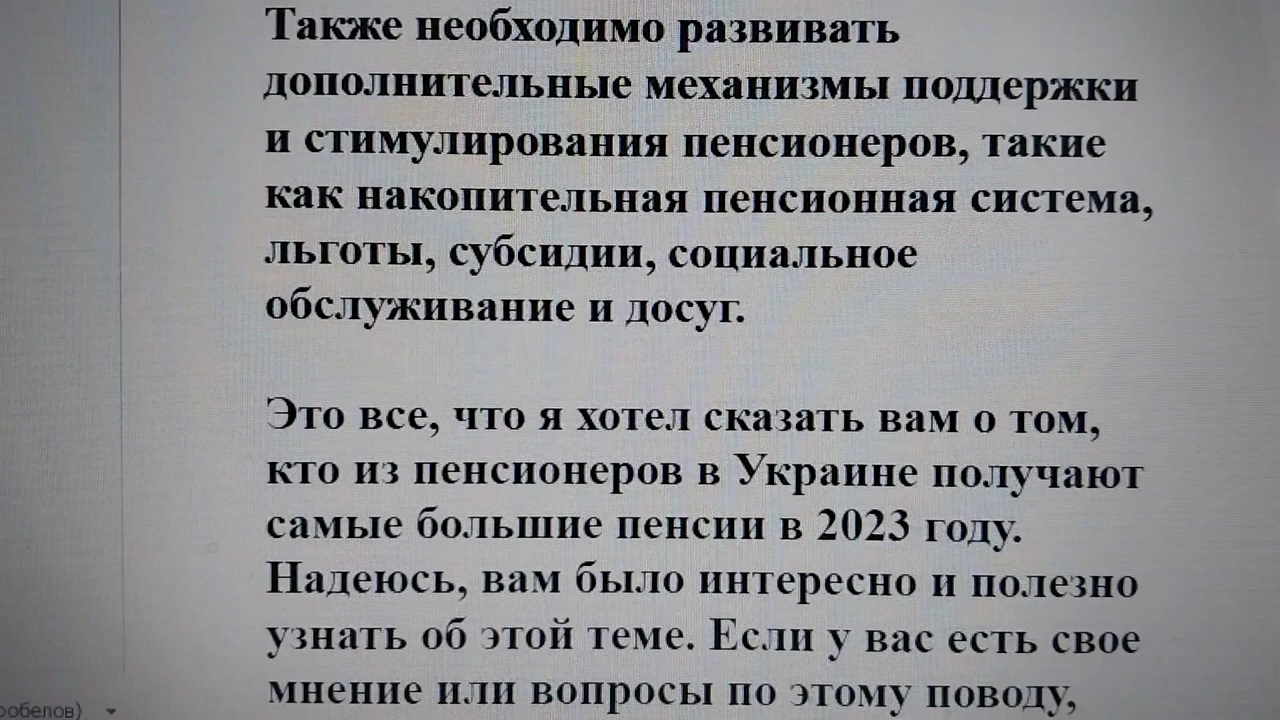 Также необходимо развивать
дополнительные механизмы поддержки
и стимулирования пенсионеров, такие
как накопительная пенсионная система,
льготы, субсидии, социальное
обслуживание и досуг.
Это все, что я хотел сказать вам о том,
кто из пенсионеров в Украине получают
самые большие пенсии в 2023 году.
Надеюсь, вам было интересно и полезно
узнать об этой теме. Если у вас есть свое
мнение или вопросы по этому поводу,